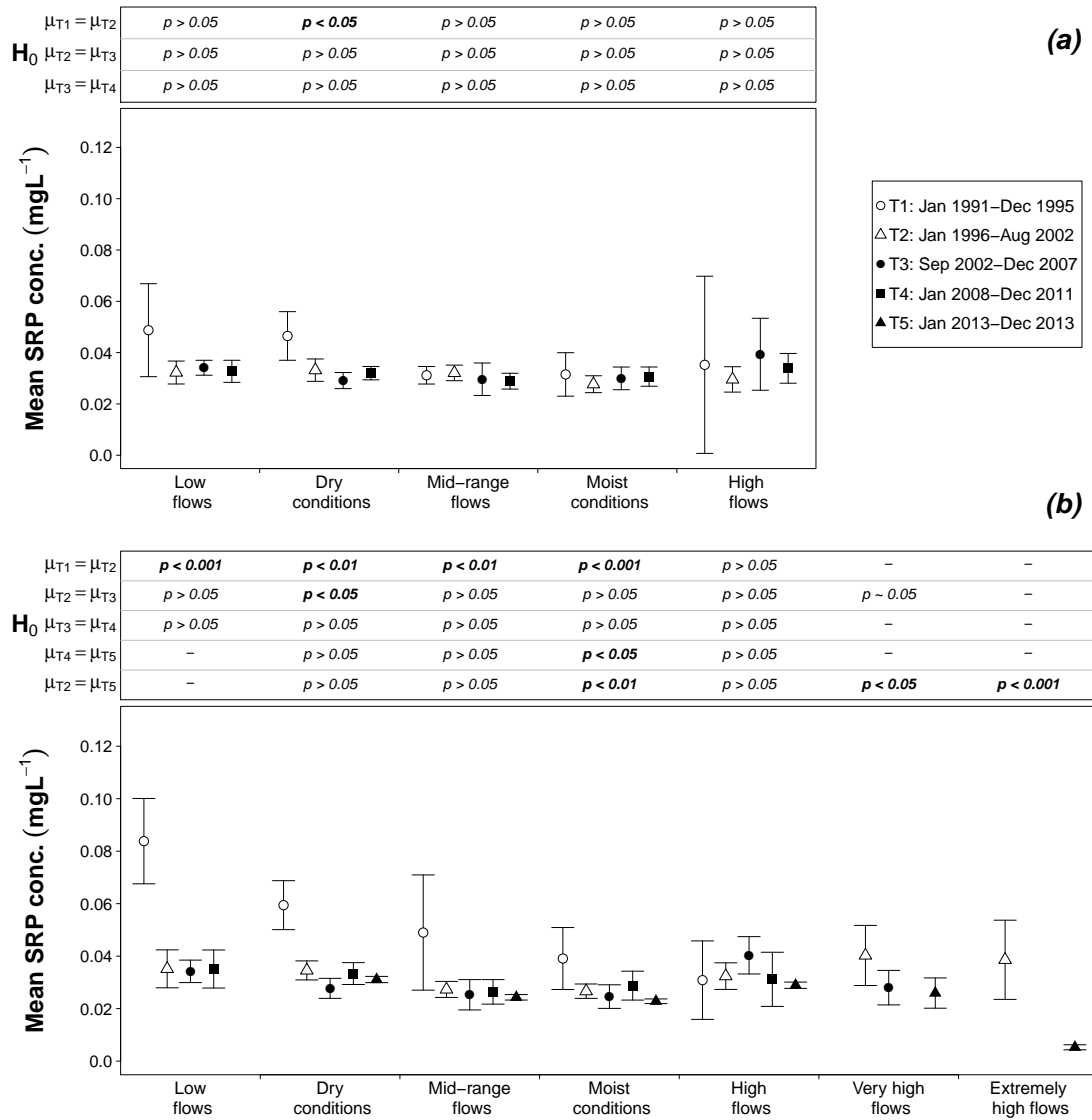 μT1 = μT2 p > 0.05 p < 0.05 p > 0.05 p > 0.05 p > 0.05
(a)
H0 μT2 = μT3 p > 0.05 p > 0.05 p > 0.05 p > 0.05 p > 0.05
μT3 = μT4 p > 0.05 p > 0.05 p > 0.05 p > 0.05 p > 0.05
Mean SRP conc. (mgL−1)
0.12
0.10
0.08
0.06
0.04
0.02
0.0
T1: Jan 1991−Dec 1995
T2: Jan 1996−Aug 2002
T3: Sep 2002−Dec 2007
T4: Jan 2008−Dec 2011
T5: Jan 2013−Dec 2013
Low Dry Mid−range Moist High
flows conditions flows conditions flows
(b)
μT1 = μT2 p < 0.001 p < 0.01 p < 0.01 p < 0.001 p > 0.05 − −
μT2 = μT3 p > 0.05 p < 0.05 p > 0.05 p > 0.05 p > 0.05 p ~ 0.05 −
H0 μT3 = μT4 p > 0.05 p > 0.05 p > 0.05 p > 0.05 p > 0.05 − −
μT4 = μT5 − p > 0.05 p > 0.05 p < 0.05 p > 0.05 − −
μT2 = μT5 − p > 0.05 p > 0.05 p < 0.01 p > 0.05 p < 0.05 p < 0.001
Mean SRP conc. (mgL−1)
0.12
0.10
0.08
0.06
0.04
0.02
0.0
Low Dry Mid−range Moist High Very high Extremely
flows conditions flows conditions flows flows high flows